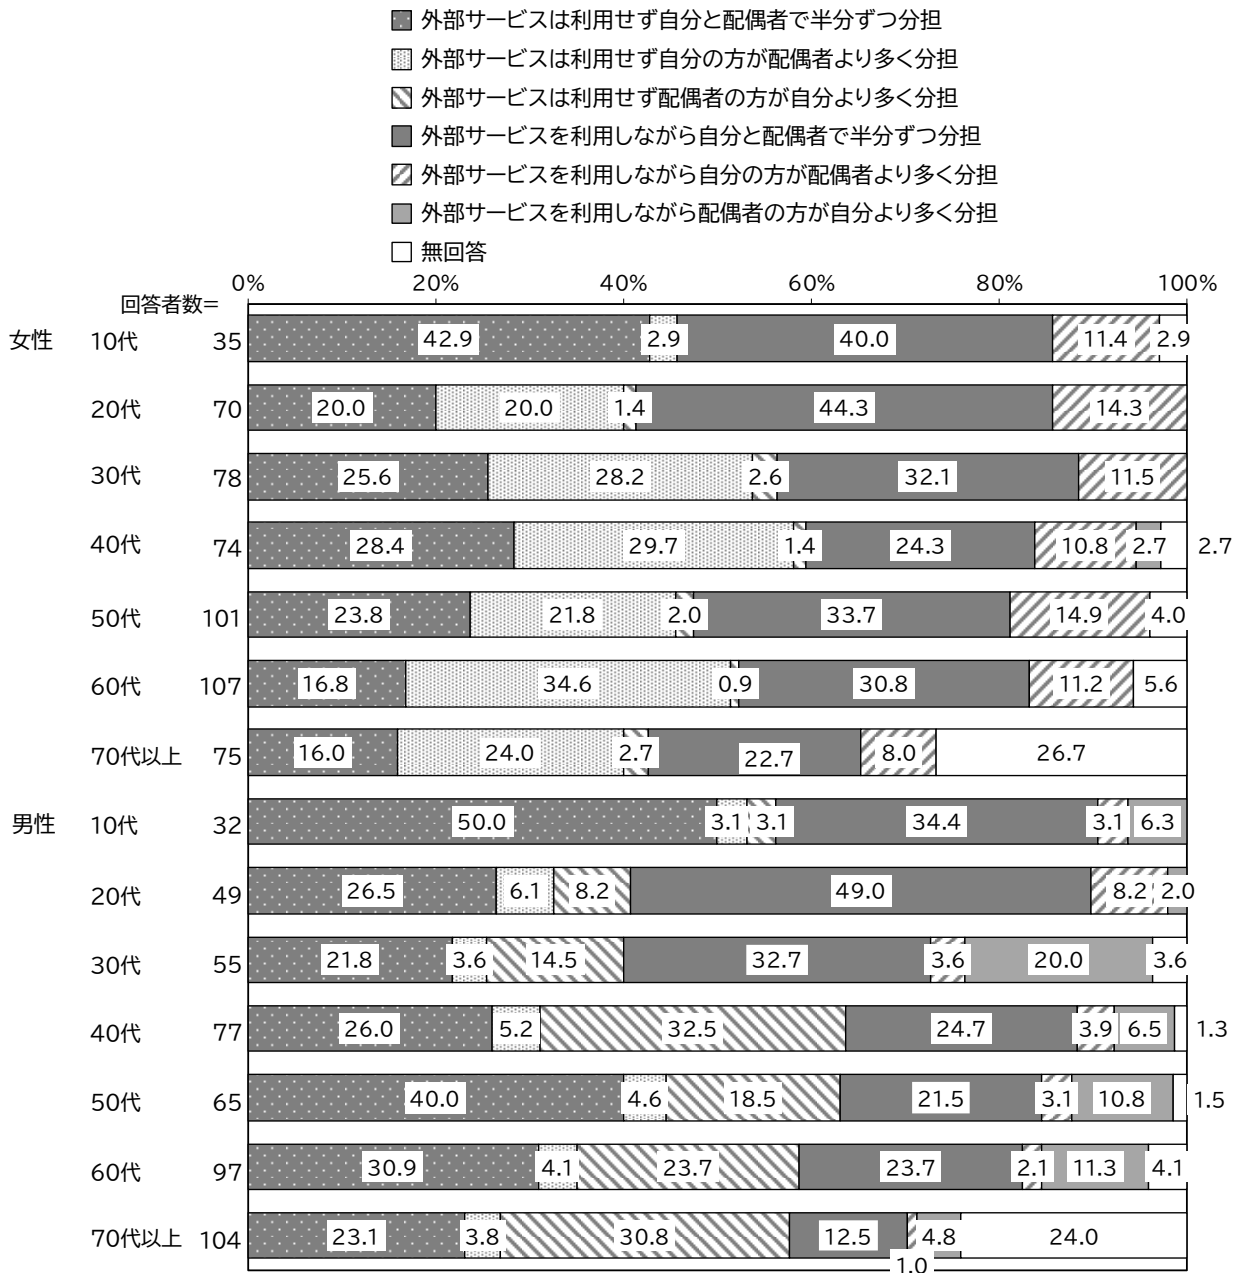 外部サービスは利用せず自分と配偶者で半分ずつ分担
外部サービスは利用せず自分の方が配偶者より多く分担
外部サービスは利用せず配偶者の方が自分より多く分担
外部サービスを利用しながら自分と配偶者で半分ずつ分担
外部サービスを利用しながら自分の方が配偶者より多く分担
外部サービスを利用しながら配偶者の方が自分より多く分担
無回答
0% 20% 40% 60% 80% 100%
回答者数=
女性 10代 35 42.9 2.9 40.0 11.4 2.9
20代 70 20.0 20.0 1.4 44.3 14.3
30代 78 25.6 28.2 2.6 32.1 11.5
40代 74 28.4 29.7 1.4 24.3 10.8 2.7 2.7
50代 101 23.8 21.8 2.0 33.7 14.9 4.0
60代 107 16.8 34.6 0.9 30.8 11.2 5.6
70代以上 75 16.0 24.0 2.7 22.7 8.0 26.7
男性 10代 32 50.0 3.1 3.1 34.4 3.1 6.3
20代 49 26.5 6.1 8.2 49.0 8.2 2.0
30代 55 21.8 3.6 14.5 32.7 3.6 20.0 3.6
40代 77 26.0 5.2 32.5 24.7 3.9 6.5 1.3
50代 65 40.0 4.6 18.5 21.5 3.1 10.8 1.5
60代 97 30.9 4.1 23.7 23.7 2.1 11.3 4.1
70代以上 104 23.1 3.8 30.8 12.5 4.8 24.0
1.0